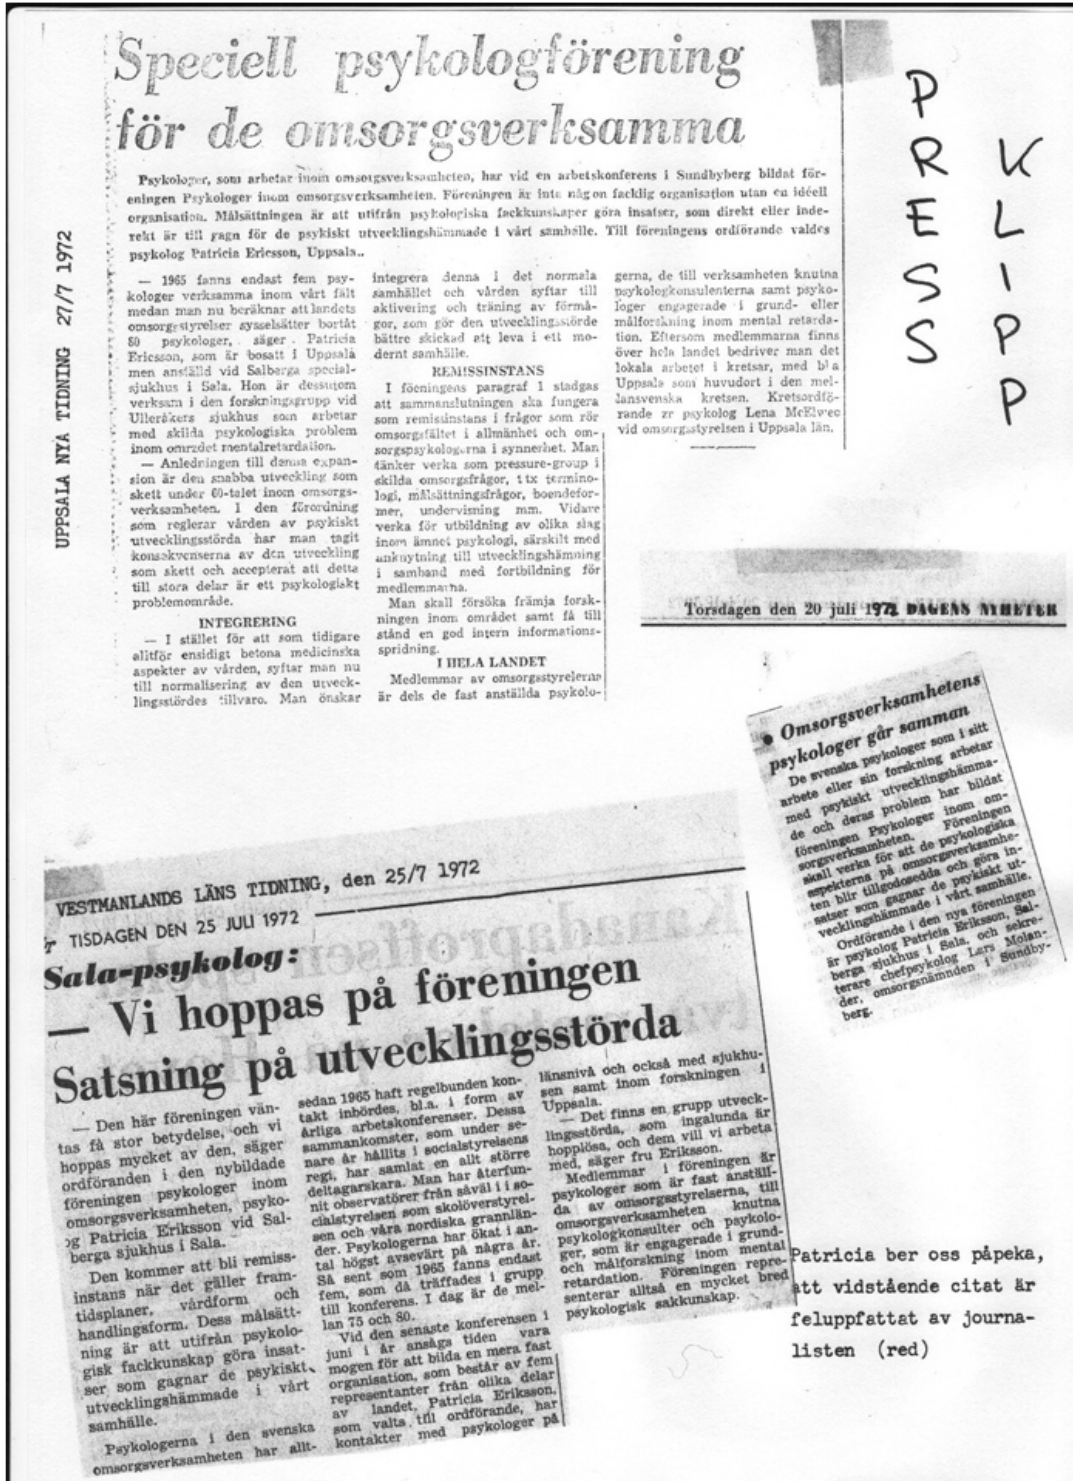 Speciell psykologförening
för de omsorgsverksamma
Psykologer, som arbetar inom omsorgsverksamheten, har vid en arbetskonferens i Sundbyberg bildat för-
eningen Psykologer inom omsorgsverksamheten. Föreningen är inte någon facklig organisation utan en ideell
organisation. Målsättningen är att utifrån psykologiska fackkunskaper göra insatser, som direkt eller inde-
rekt är till gagn för de psykiskt utvecklingshämmade i vårt samhälle. Till föreningens ordförande valdes
psykolog Patricia Ericsson, Uppsala..
UPPSALA NYA TIDNING 27/7 1972
— 1965 fanns endast fem psy-
kologer verksamma inom vårt fält
medan man nu beräknar att landets
omsorgsstyrelser sysselsätter bortåt
80 psykologer, säger Patricia
Ericsson, som är bosatt i Uppsala
men anställd vid Salberga special-
sjukhus i Sala. Hon är dessutom
verksam i den forskningsgrupp vid
Ulleråkers sjukhus som arbetar
med skilda psykologiska problem
inom området mentalretardation.
— Anledningen till denna expan-
sion är den snabba utveckling som
skett under 60-talet inom omsorgs-
verksamheten. I den förordning
som reglerar vården av psykiskt
utvecklingsstörda har man tagit
konsekvenserna av den utveckling
som skett och accepterat att detta
till stora delar är ett psykologiskt
problemområde.
INTEGRERING
— I stället för att som tidigare
alltför ensidigt betona medicinska
aspekter av vården, syftar man nu
till normalisering av den utveck-
lingsstördes tillvaro. Man önskar
integrera denna i det normala
samhället och vården syftar till
aktivering och träning av förmå-
gor, som gör den utvecklingsstörde
bättre skickad att leva i ett mo-
dernt samhälle.
REMISSINSTANS
I föeningens paragraf 1 stadgas
att sammanslutningen ska fungera
som remissinstans i frågor som rör
omsorgsfältet i allmänhet och om-
sorgspsykologerna i synnerhet. Man
tänker verka som pressure-group i
skilda omsorgsfrågor, t tx termino-
logi, målsättningsfrågor, boendefor-
mer, undervisning mm. Vidare
verka för utbildning av olika slag
inom ämnet psykologi, särskilt med
anknytning till utvecklingshämning
i samband med fortbildning för
medlemmarna.
Man skall försöka främja forsk-
ningen inom området samt få till
stånd en god intern informations-
spridning.
I HELA LANDET
Medlemmar av omsorgsstyrelerna
är dels de fast anställda psykolo-
gerna, de till verksamheten knutna
psykologkonsulenterna samt psyko-
loger engagerade i grund- eller
målforskning inom mental retarda-
tion. Eftersom medlemmarna finns
över hela landet bedriver man det
lokala arbetet i kretsar, med bl a
Uppsala som huvudort i den mel-
lansvenska kretsen. Kretsordfö-
rande zr psykolog Lena McElwec
vid omsorgsstyrelsen i Uppsala län.
PRESS
KLIPP
Torsdagen den 20 juli 1972 DAGENS NYHETER
• Omsorgsverksamhetens
psykologer går samman
De svenska psykologer som i sitt
arbete eller sin forskning arbetar
med psykiskt utvecklingshämma-
de och deras problem har bildat
föreningen Psykologer inom om-
sorgsverksamheten. Föreningen
skall verka för att de psykologiska
aspekterna på omsorgsverksamhe-
ten blir tillgodosedda och göra in-
satser som gagnar de psykiskt ut-
vecklingshämmade i vårt samhälle.
Ordförande i den nya föreningen
är psykolog Patricia Eriksson, Sal-
berga sjukhus i Sala, och sekre-
terare chefpsykolog Lars Molan-
der, omsorgsnämnden i Sundby-
berg.
VESTMANLANDS LÄNS TIDNING, den 25/7 1972
TISDAGEN DEN 25 JULI 1972
Sala-psykolog:
— Vi hoppas på föreningen
Satsning på utvecklingsstörda
— Den här föreningen vän-
tas få stor betydelse, och vi
hoppas mycket av den, säger
ordföranden i den nybildade
föreningen psykologer inom
omsorgsverksamheten, psyko-
og Patricia Eriksson vid Sal-
berga sjukhus i Sala.
Den kommer att bli remiss-
instans när det gäller fram-
tidsplaner, vårdform och
handlingsform. Dess målsätt-
ning är att utifrån psykolo-
gisk fackkunskap göra insat-
ser som gagnar de psykiskt
utvecklingshämmade i vårt
samhälle.
Psykologerna i den svenska
omsorgsverksamheten har allt-
sedan 1965 haft regelbunden kon-
takt inbördes, bl.a. i form av
årliga arbetskonferenser. Dessa
sammankomster, som under se-
nare år hållits i socialstyrelsens
regi, har samlat en allt större
deltagarskara. Man har återfun-
nit observatörer från såväl i i so-
cialstyrelsen som skolöverstyrel-
sen och våra nordiska grannlän-
der. Psykologerna har ökat i an-
tal högst avsevärt på några år.
Så sent som 1965 fanns endast
fem, som då träffades i grupp
till konferens. I dag är de mel-
lan 75 och 80.
Vid den senaste konferensen i
juni i år ansågs tiden vara
mogen för att bilda en mera fast
organisation, som består av fem
representanter från olika delar
av landet. Patricia Eriksson,
som valts till ordförande, har
kontakter med psykologer på
länsnivå och också med sjukhu-
sen samt inom forskningen i
Uppsala.
— Det finns en grupp utveck-
lingsstörda, som ingalunda är
hopplösa, och dem vill vi arbeta
med, säger fru Eriksson.
Medlemmar i föreningen är
psykologer som är fast anställ-
da av omsorgsstyrelserna, till
omsorgsverksamheten knutna
psykologkonsulter och psykolo-
ger, som är engagerade i grund-
och målforskning inom mental
retardation. Föreningen repre-
senterar alltså en mycket bred
psykologisk sakkunskap.
Patricia ber oss påpeka,
att vidstående citat är
feluppfattat av journa-
listen (red)